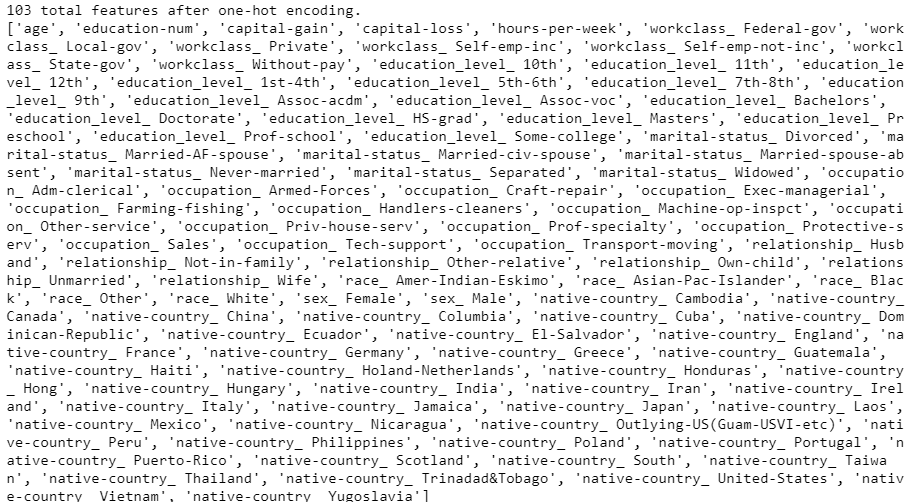 103 total features after one-hot encoding.
['age', 'education-num', 'capital-gain', 'capital-loss', 'hours-per-week', 'workclass_ Federal-gov', 'work
class_ Local-gov', 'workclass_ Private', 'workclass_ Self-emp-inc', 'workclass_ Self-emp-not-inc', 'workcl
ass_ State-gov', 'workclass_ Without-pay', 'education_level_ 10th', 'education_level_ 11th', 'education_le
vel_ 12th', 'education_level_ 1st-4th', 'education_level_ 5th-6th', 'education_level_ 7th-8th', 'education
_level_ 9th', 'education_level_ Assoc-acdm', 'education_level_ Assoc-voc', 'education_level_ Bachelors',
'education_level_ Doctorate', 'education_level_ HS-grad', 'education_level_ Masters', 'education_level_ Pr
eschool', 'education_level_ Prof-school', 'education_level_ Some-college', 'marital-status_ Divorced', 'ma
rital-status_ Married-AF-spouse', 'marital-status_ Married-civ-spouse', 'marital-status_ Married-spouse-ab
sent', 'marital-status_ Never-married', 'marital-status_ Separated', 'marital-status_ Widowed', 'occupatio
n_ Adm-clerical', 'occupation_ Armed-Forces', 'occupation_ Craft-repair', 'occupation_ Exec-managerial',
'occupation_ Farming-fishing', 'occupation_ Handlers-cleaners', 'occupation_ Machine-op-inspct', 'occupati
on_ Other-service', 'occupation_ Priv-house-serv', 'occupation_ Prof-specialty', 'occupation_ Protective-s
erv', 'occupation_ Sales', 'occupation_ Tech-support', 'occupation_ Transport-moving', 'relationship_ Husb
and', 'relationship_ Not-in-family', 'relationship_ Other-relative', 'relationship_ Own-child', 'relations
hip_ Unmarried', 'relationship_ Wife', 'race_ Amer-Indian-Eskimo', 'race_ Asian-Pac-Islander', 'race_ Blac
k', 'race_ Other', 'race_ White', 'sex_ Female', 'sex_ Male', 'native-country_ Cambodia', 'native-country_
Canada', 'native-country_ China', 'native-country_ Columbia', 'native-country_ Cuba', 'native-country_ Dom
inican-Republic', 'native-country_ Ecuador', 'native-country_ El-Salvador', 'native-country_ England', 'na
tive-country_ France', 'native-country_ Germany', 'native-country_ Greece', 'native-country_ Guatemala',
'native-country_ Haiti', 'native-country_ Holand-Netherlands', 'native-country_ Honduras', 'native-country
_ Hong', 'native-country_ Hungary', 'native-country_ India', 'native-country_ Iran', 'native-country_ Irel
and', 'native-country_ Italy', 'native-country_ Jamaica', 'native-country_ Japan', 'native-country_ Laos',
'native-country_ Mexico', 'native-country_ Nicaragua', 'native-country_ Outlying-US(Guam-USVI-etc)', 'nati
ve-country_ Peru', 'native-country_ Philippines', 'native-country_ Poland', 'native-country_ Portugal', 'n
ative-country_ Puerto-Rico', 'native-country_ Scotland', 'native-country_ South', 'native-country_ Taiwa
n', 'native-country_ Thailand', 'native-country_ Trinadad&Tobago', 'native-country_ United-States', 'nativ
e-country_ Vietnam', 'native-country_ Yugoslavia']